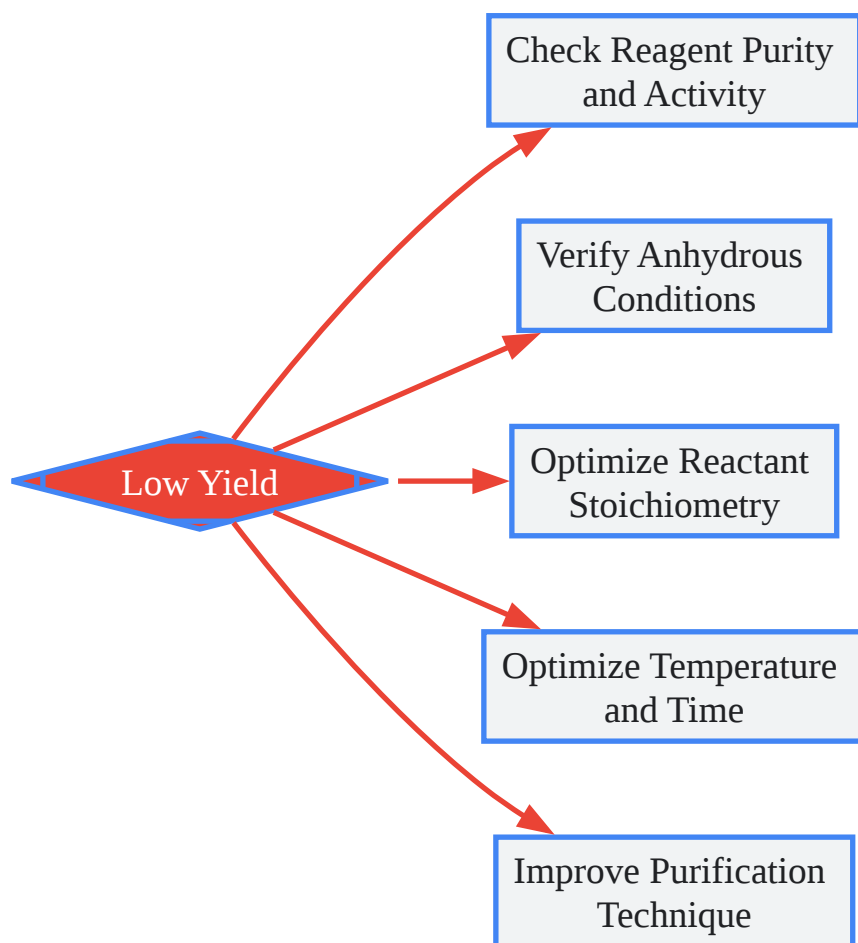 Check Reagent Purity
and Activity
Verify Anhydrous
Conditions
Low Yield
Optimize Reactant
Stoichiometry
Optimize Temperature
and Time
Improve Purification
Technique